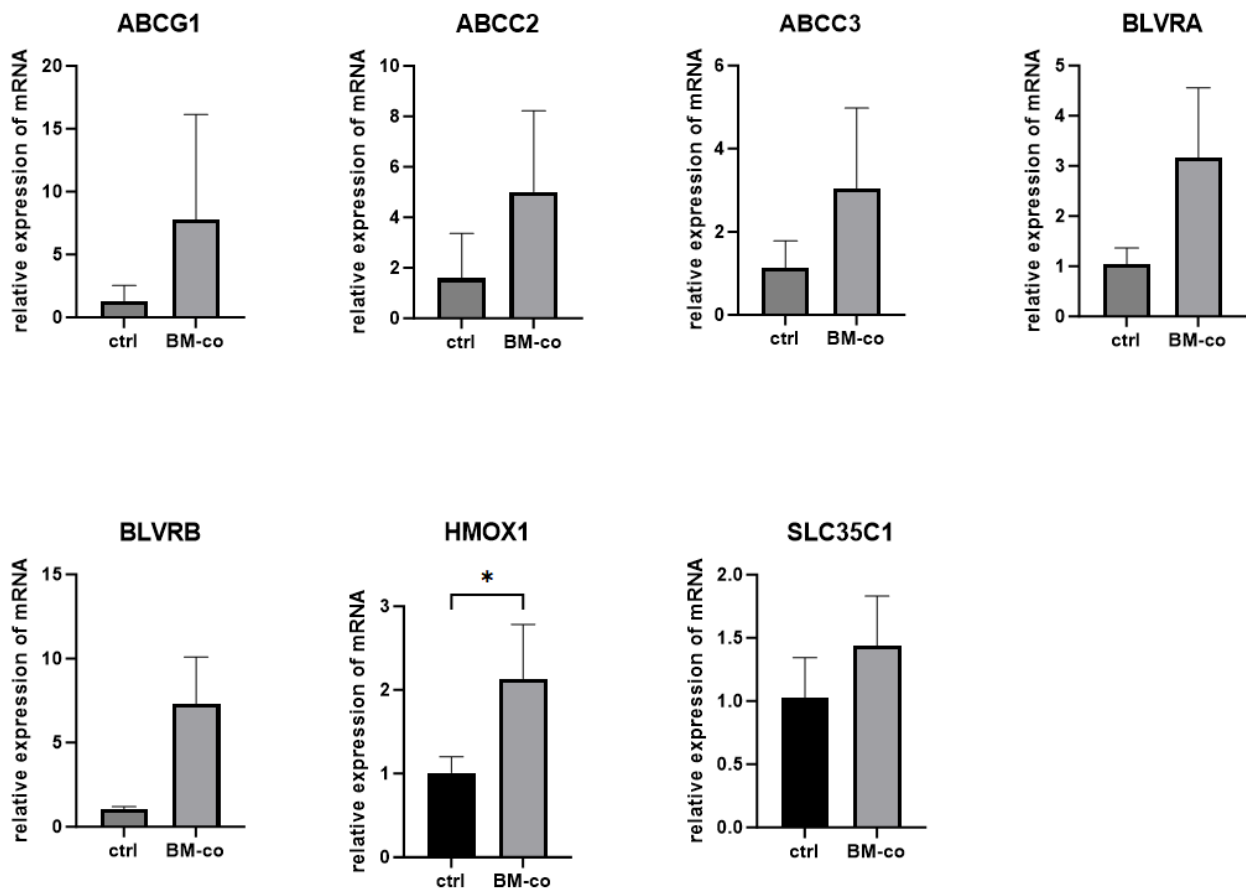 ABCG1
relative expression of mRNA
20
15
10
5
0
ctrl BM-co
ABCC2
relative expression of mRNA
10
8
6
4
2
0
ctrl BM-co
ABCC3
relative expression of mRNA
6
4
2
0
ctrl BM-co
BLVRA
relative expression of mRNA
5
4
3
2
1
0
ctrl BM-co
BLVRB
relative expression of mRNA
15
10
5
0
ctrl BM-co
HMOX1
*
relative expression of mRNA
3
2
1
0
ctrl BM-co
SLC35C1
relative expression of mRNA
2.0
1.5
1.0
0.5
0.0
ctrl BM-co